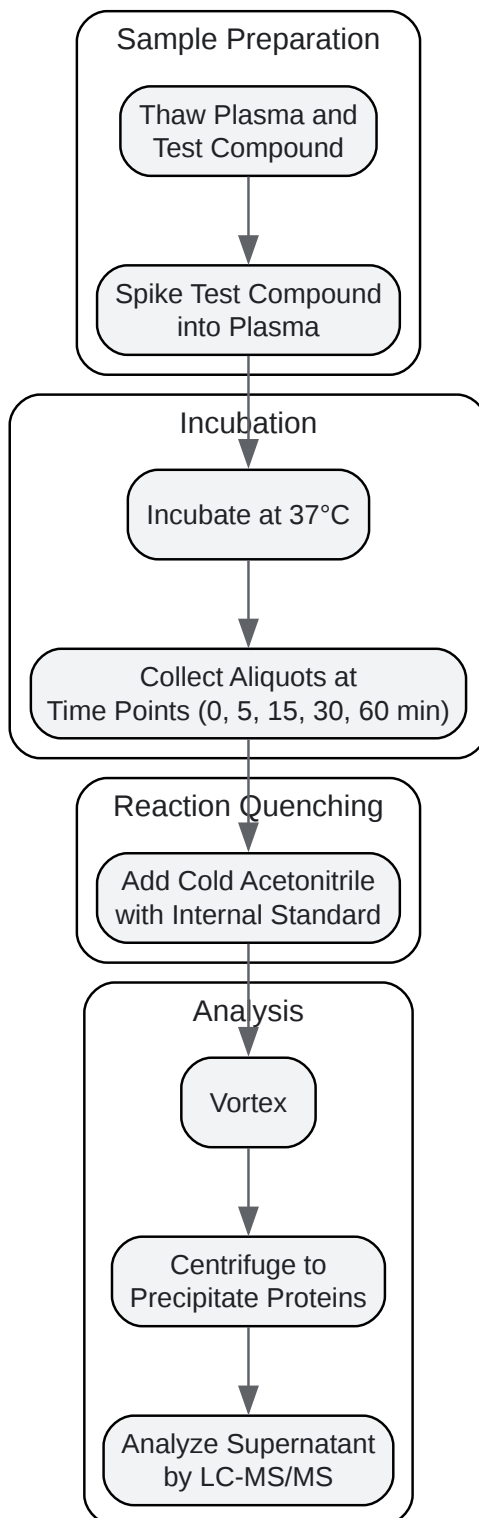 Sample Preparation
Thaw Plasma and
Test Compound
Spike Test Compound
into Plasma
Incubation
Incubate at 37°C
Collect Aliquots at
Time Points (0, 5, 15, 30, 60 min)
Reaction Quenching
Add Cold Acetonitrile
with Internal Standard
Analysis
Vortex
Centrifuge to
Precipitate Proteins
Analyze Supernatant
by LC-MS/MS